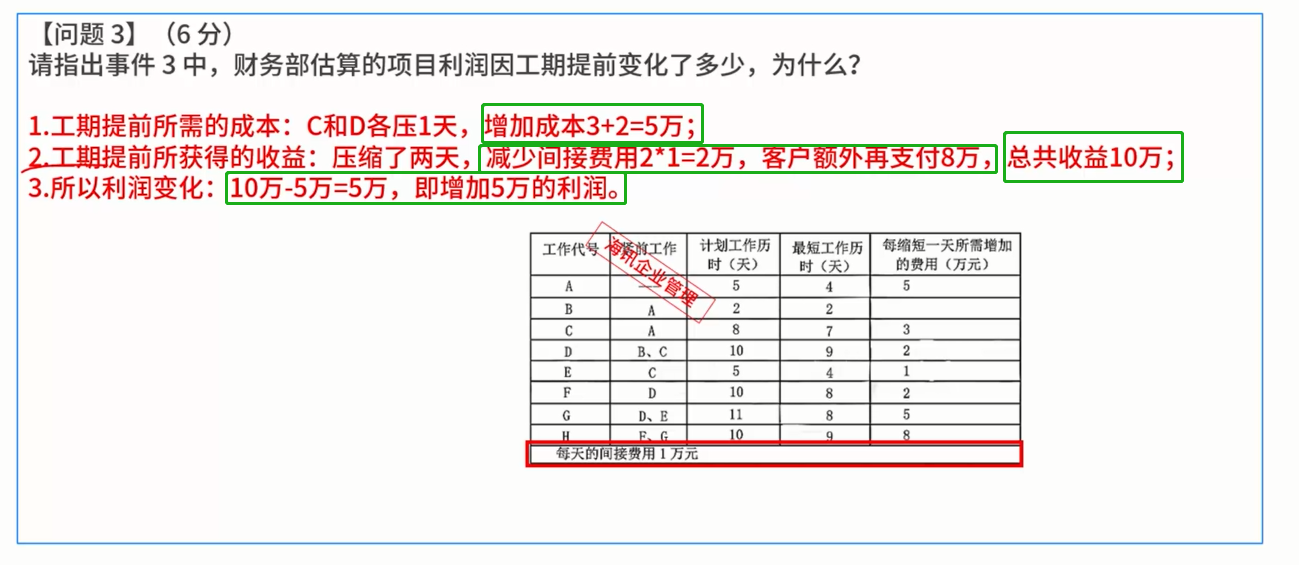 【问题 3】（6 分）
请指出事件 3 中，财务部估算的项目利润因工期提前变化了多少，为什么？
1.工期提前所需的成本：C和D各压1天，增加成本3+2=5万；
2.工期提前所获得的收益：压缩了两天，减少间接费用2*1=2万，客户额外再支付8万，总共收益10万；
3.所以利润变化：10万-5万=5万，即增加5万的利润。
工作代号 紧前工作 计划工作历时（天） 最短工作历时（天） 每缩短一天所需增加的费用（万元）
A — 5 4 5
B A 2 2
C A 8 7 3
D B、C 10 9 2
E C 5 4 1
F D 10 8 2
G D、E 11 8 5
H F、G 10 9 8
每天的间接费用 1 万元
海讯企业管理